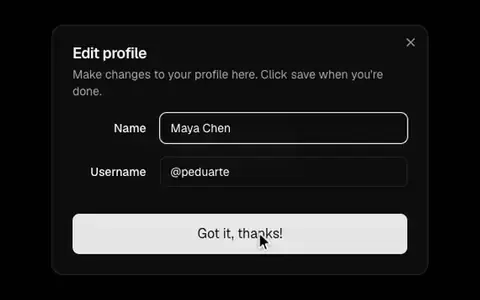 Edit profile
Make changes to your profile here. Click save when you're
done.
Name
Maya Chen
Username
@peduarte
Got it, thanks!